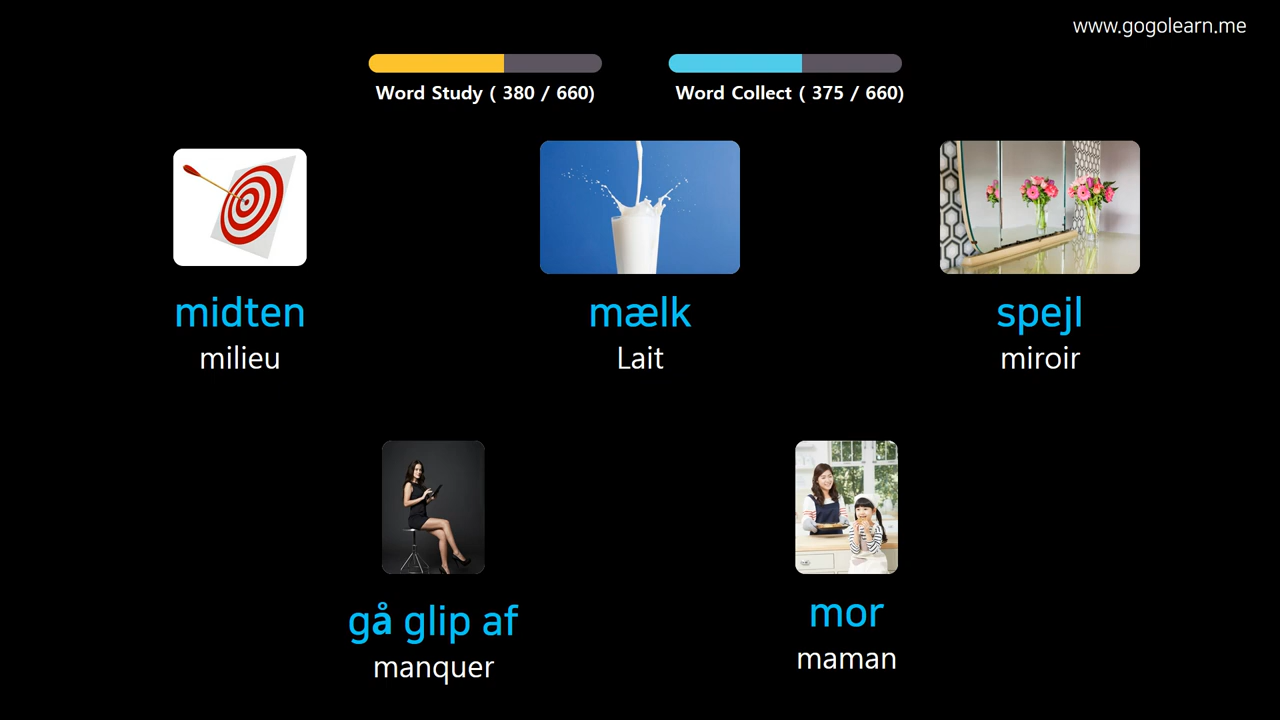 www.gogolearn.me
Word Study ( 380 / 660)
Word Collect ( 375 / 660)
midten
milieu
mælk
Lait
spejl
miroir
gå glip af
manquer
mor
maman